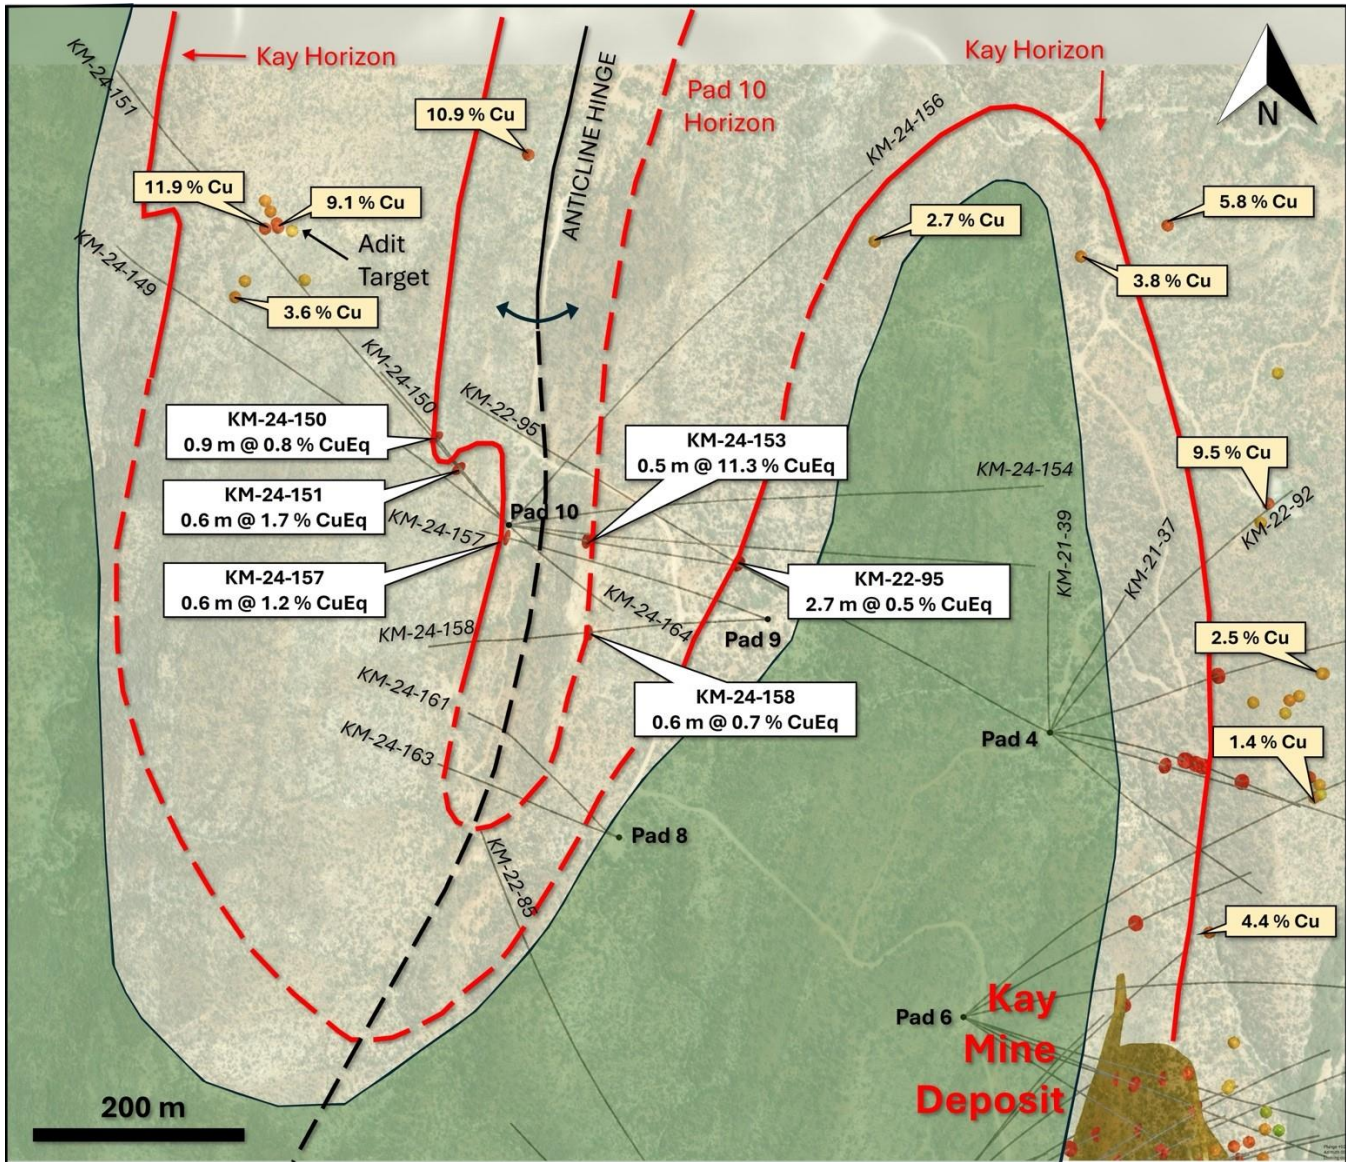 KM-24-151
Kay Horizon
ANTICLINE HINGE
Pad 10
Horizon
Kay Horizon
N
KM-24-156
10.9 % Cu
11.9 % Cu
9.1 % Cu
Adit
Target
2.7 % Cu
5.8 % Cu
3.8 % Cu
KM-24-149
3.6 % Cu
KM-24-150
KM-22-95
KM-24-150
0.9 m @ 0.8 % CuEq
KM-24-153
0.5 m @ 11.3 % CuEq
9.5 % Cu
KM-24-154
KM-24-151
0.6 m @ 1.7 % CuEq
Pad 10
KM-24-157
KM-21-39
KM-21-37
KM-22-92
KM-24-157
0.6 m @ 1.2 % CuEq
KM-22-95
2.7 m @ 0.5 % CuEq
KM-24-158
KM-24-164
Pad 9
2.5 % Cu
KM-24-161
KM-24-158
0.6 m @ 0.7 % CuEq
KM-24-163
Pad 4
1.4 % Cu
Pad 8
KM-22-85
4.4 % Cu
Pad 6
Kay
Mine
Deposit
200 m